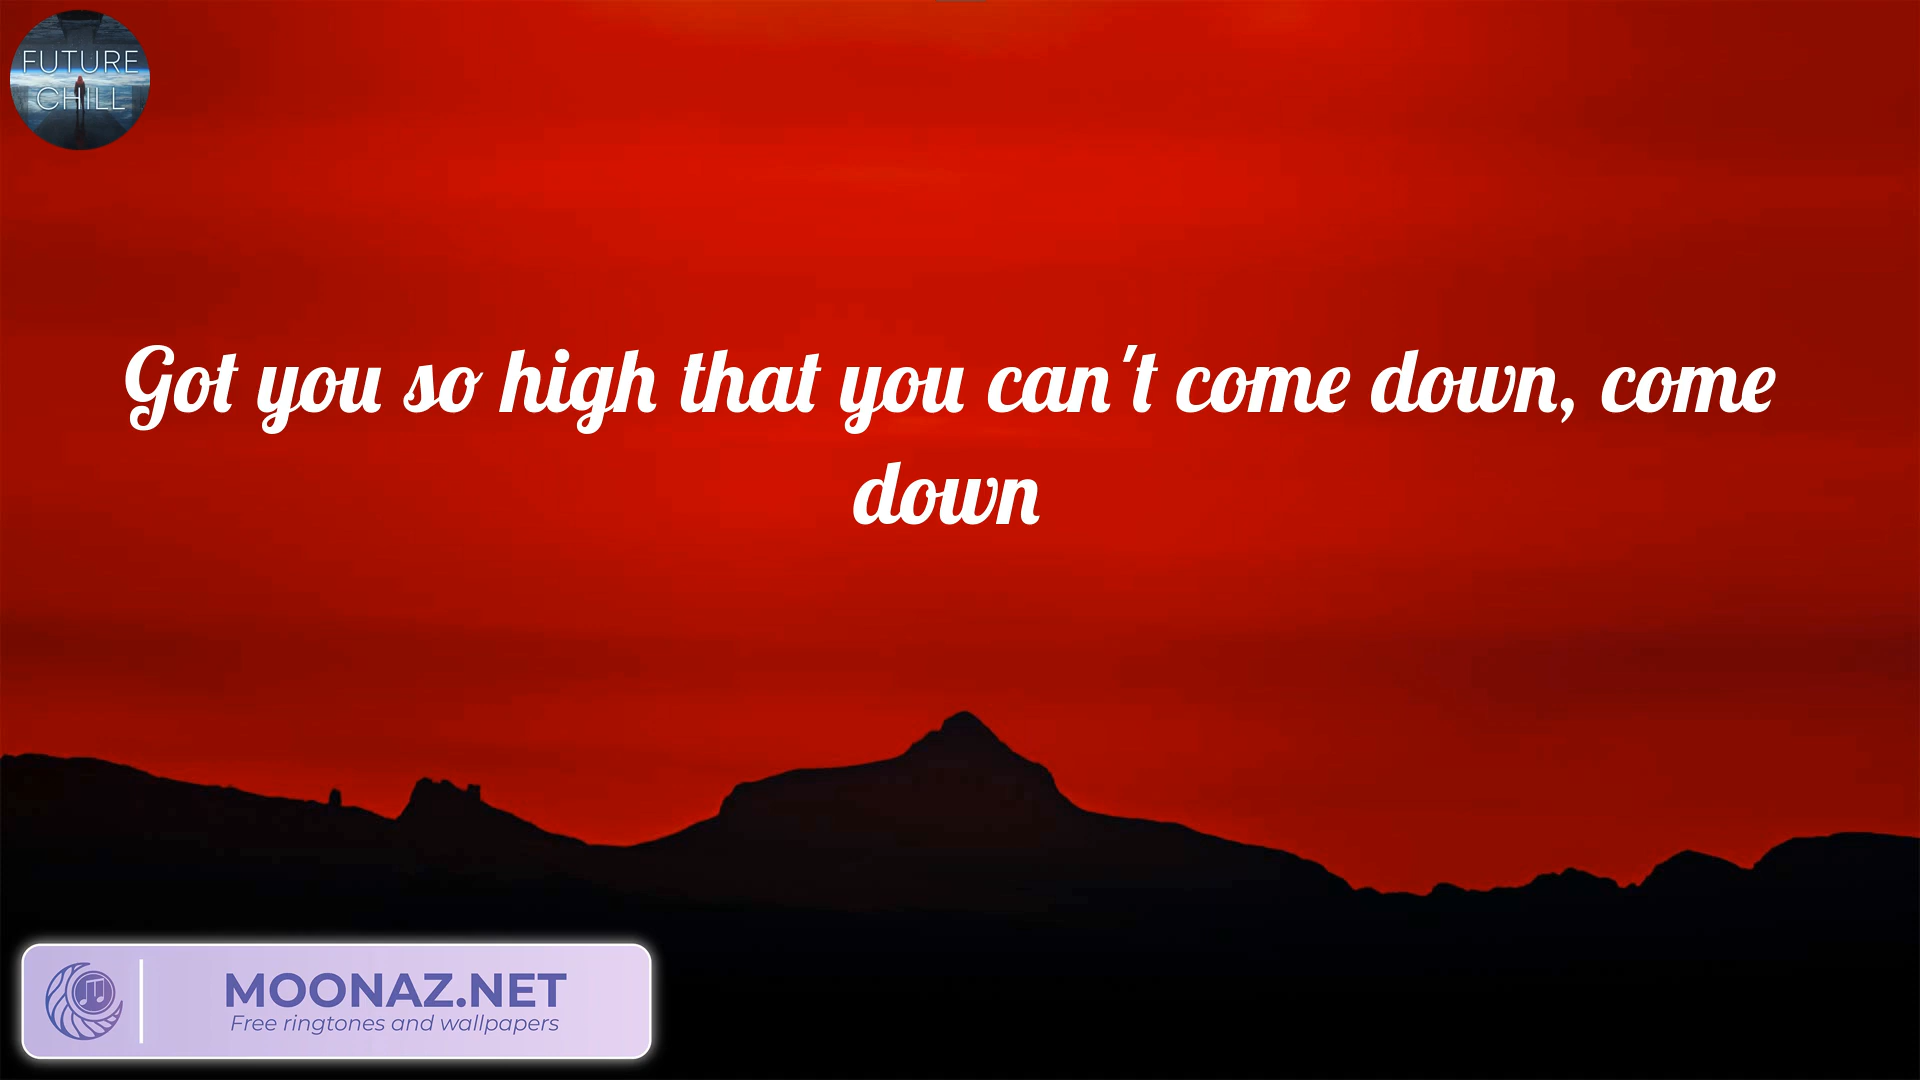 FUTURE
CHILL
Got you so high that you can't come down, come
down
MOONAZ.NET
Free ringtones and wallpapers